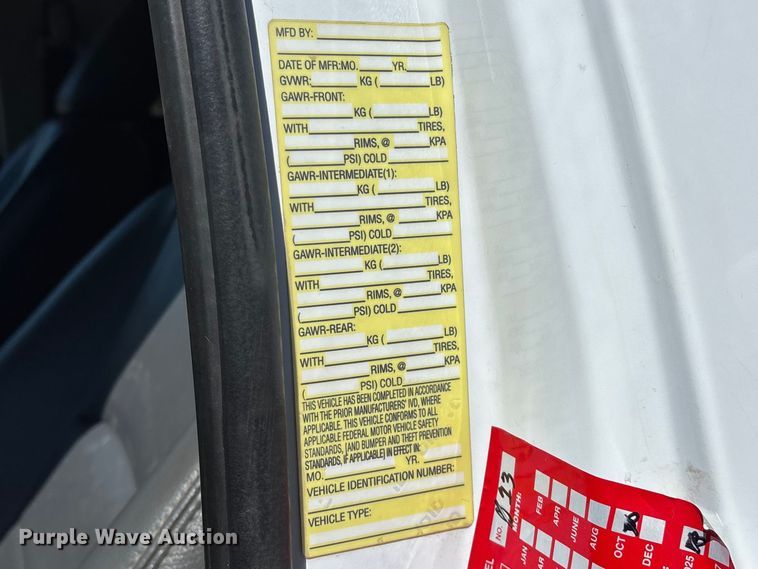 MFD BY:
DATE OF MFR: MO. YR.
GVWR: KG ( LB)
GAWR-FRONT:
KG ( LB)
WITH TIRES,
RIMS, @ KPA
( PSI) COLD
GAWR-INTERMEDIATE(1):
KG ( LB)
WITH TIRES,
RIMS, @ KPA
( PSI) COLD
GAWR-INTERMEDIATE(2):
KG ( LB)
WITH TIRES,
RIMS, @ KPA
( PSI) COLD
GAWR-REAR:
KG ( LB)
WITH TIRES,
RIMS, @ KPA
( PSI) COLD
THIS VEHICLE HAS BEEN COMPLETED IN ACCORDANCE
WITH THE PRIOR MANUFACTURERS' IVD, WHERE
APPLICABLE. THIS VEHICLE CONFORMS TO ALL
APPLICABLE FEDERAL MOTOR VEHICLE SAFETY
STANDARDS, [AND BUMPER AND THEFT PREVENTION
STANDARDS, IF APPLICABLE] IN EFFECT IN:
MO. YR.
VEHICLE IDENTIFICATION NUMBER:
VEHICLE TYPE:
NO.
23
MONTH:
FEB
APR
JUNE
AUG
OCT
DEC
JAN
MAR
Purple Wave Auction